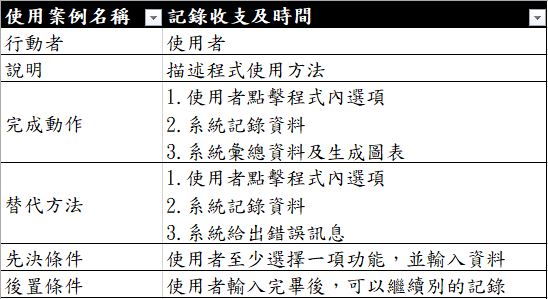 使用案例名稱 記錄收支及時間
行動者 使用者
說明 描述程式使用方法
完成動作
1.使用者點擊程式內選項
2.系統記錄資料
3.系統彙總資料及生成圖表
替代方法
1.使用者點擊程式內選項
2.系統記錄資料
3.系統給出錯誤訊息
先決條件 使用者至少選擇一項功能，並輸入資料
後置條件 使用者輸入完畢後，可以繼續別的記錄